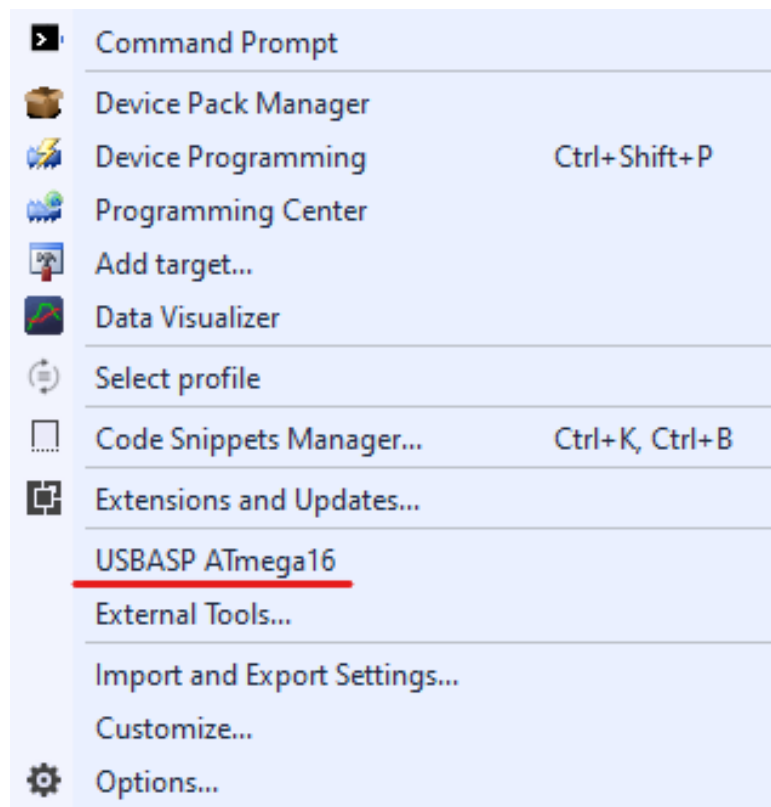 Command Prompt
Device Pack Manager
Device Programming Ctrl+Shift+P
Programming Center
Add target...
Data Visualizer
Select profile
Code Snippets Manager... Ctrl+K, Ctrl+B
Extensions and Updates...
USBASP ATmega16
External Tools...
Import and Export Settings...
Customize...
Options...